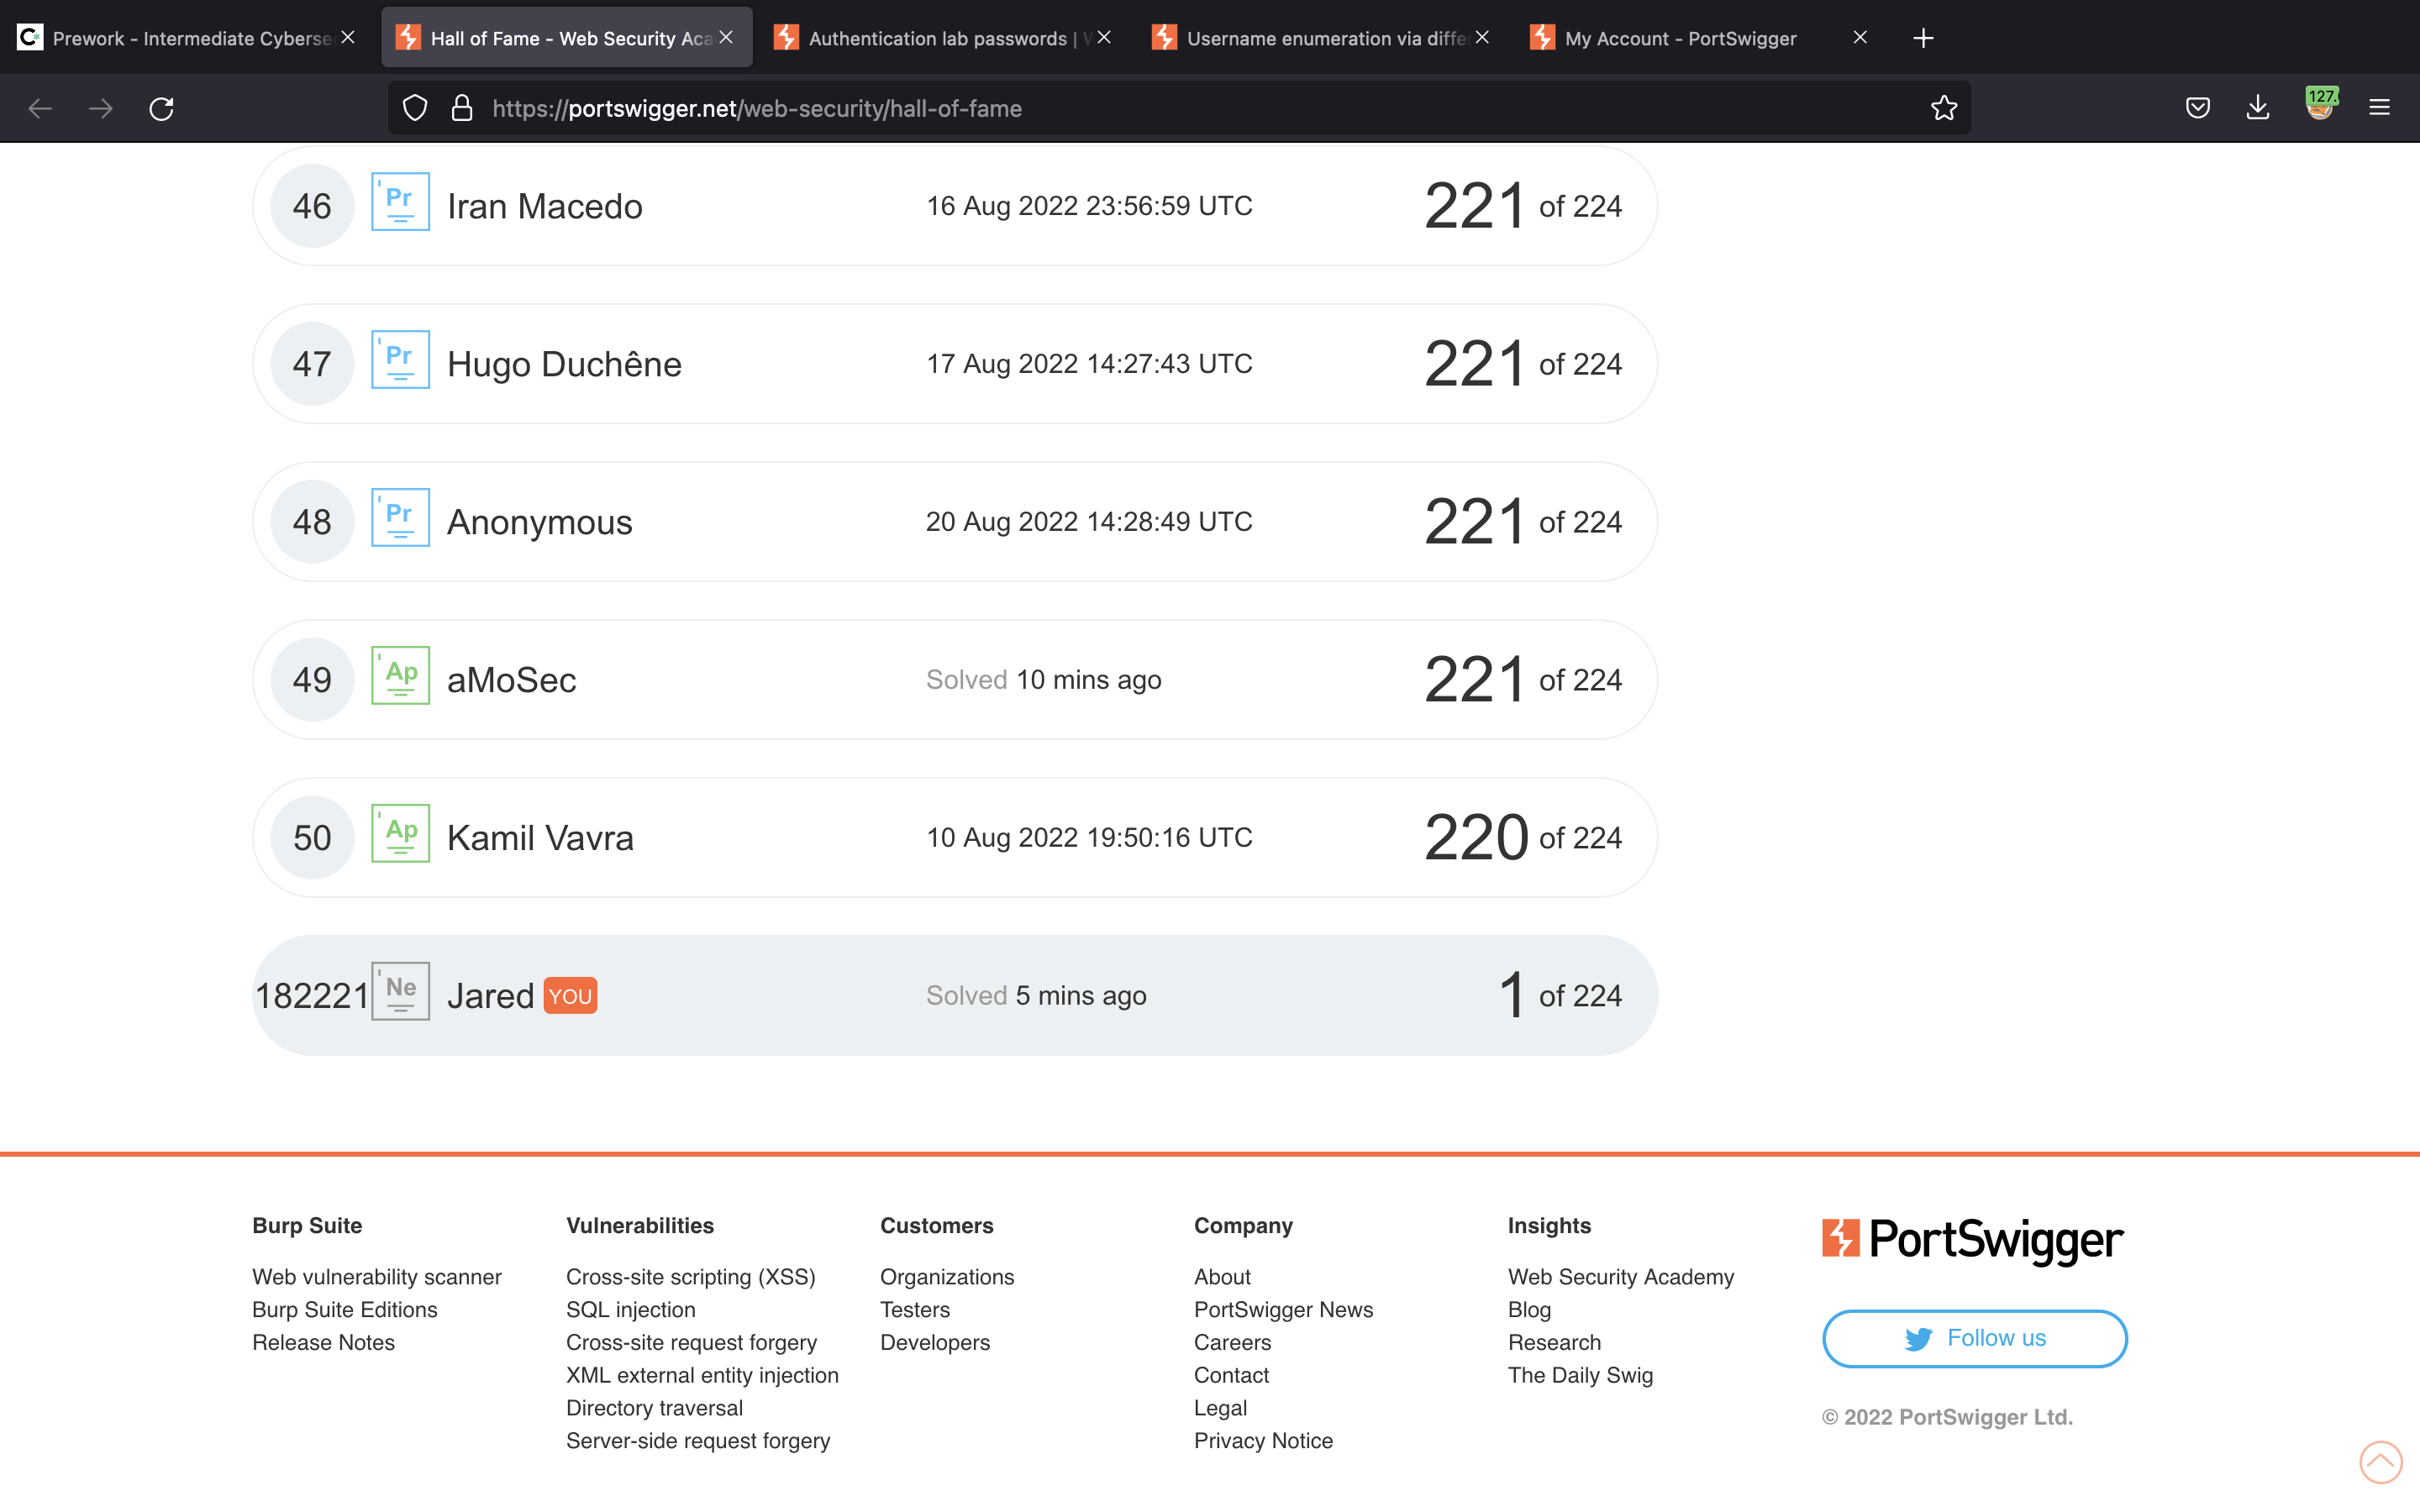 Prework - Intermediate Cyberse
Hall of Fame - Web Security Aca
Authentication lab passwords | W
Username enumeration via diffe
My Account - PortSwigger
https://portswigger.net/web-security/hall-of-fame
127.
46 Pr Iran Macedo 16 Aug 2022 23:56:59 UTC 221 of 224
47 Pr Hugo Duchêne 17 Aug 2022 14:27:43 UTC 221 of 224
48 Pr Anonymous 20 Aug 2022 14:28:49 UTC 221 of 224
49 Ap aMoSec Solved 10 mins ago 221 of 224
50 Ap Kamil Vavra 10 Aug 2022 19:50:16 UTC 220 of 224
182221 Ne Jared YOU Solved 5 mins ago 1 of 224
Burp Suite
Web vulnerability scanner
Burp Suite Editions
Release Notes
Vulnerabilities
Cross-site scripting (XSS)
SQL injection
Cross-site request forgery
XML external entity injection
Directory traversal
Server-side request forgery
Customers
Organizations
Testers
Developers
Company
About
PortSwigger News
Careers
Contact
Legal
Privacy Notice
Insights
Web Security Academy
Blog
Research
The Daily Swig
PortSwigger
Follow us
© 2022 PortSwigger Ltd.